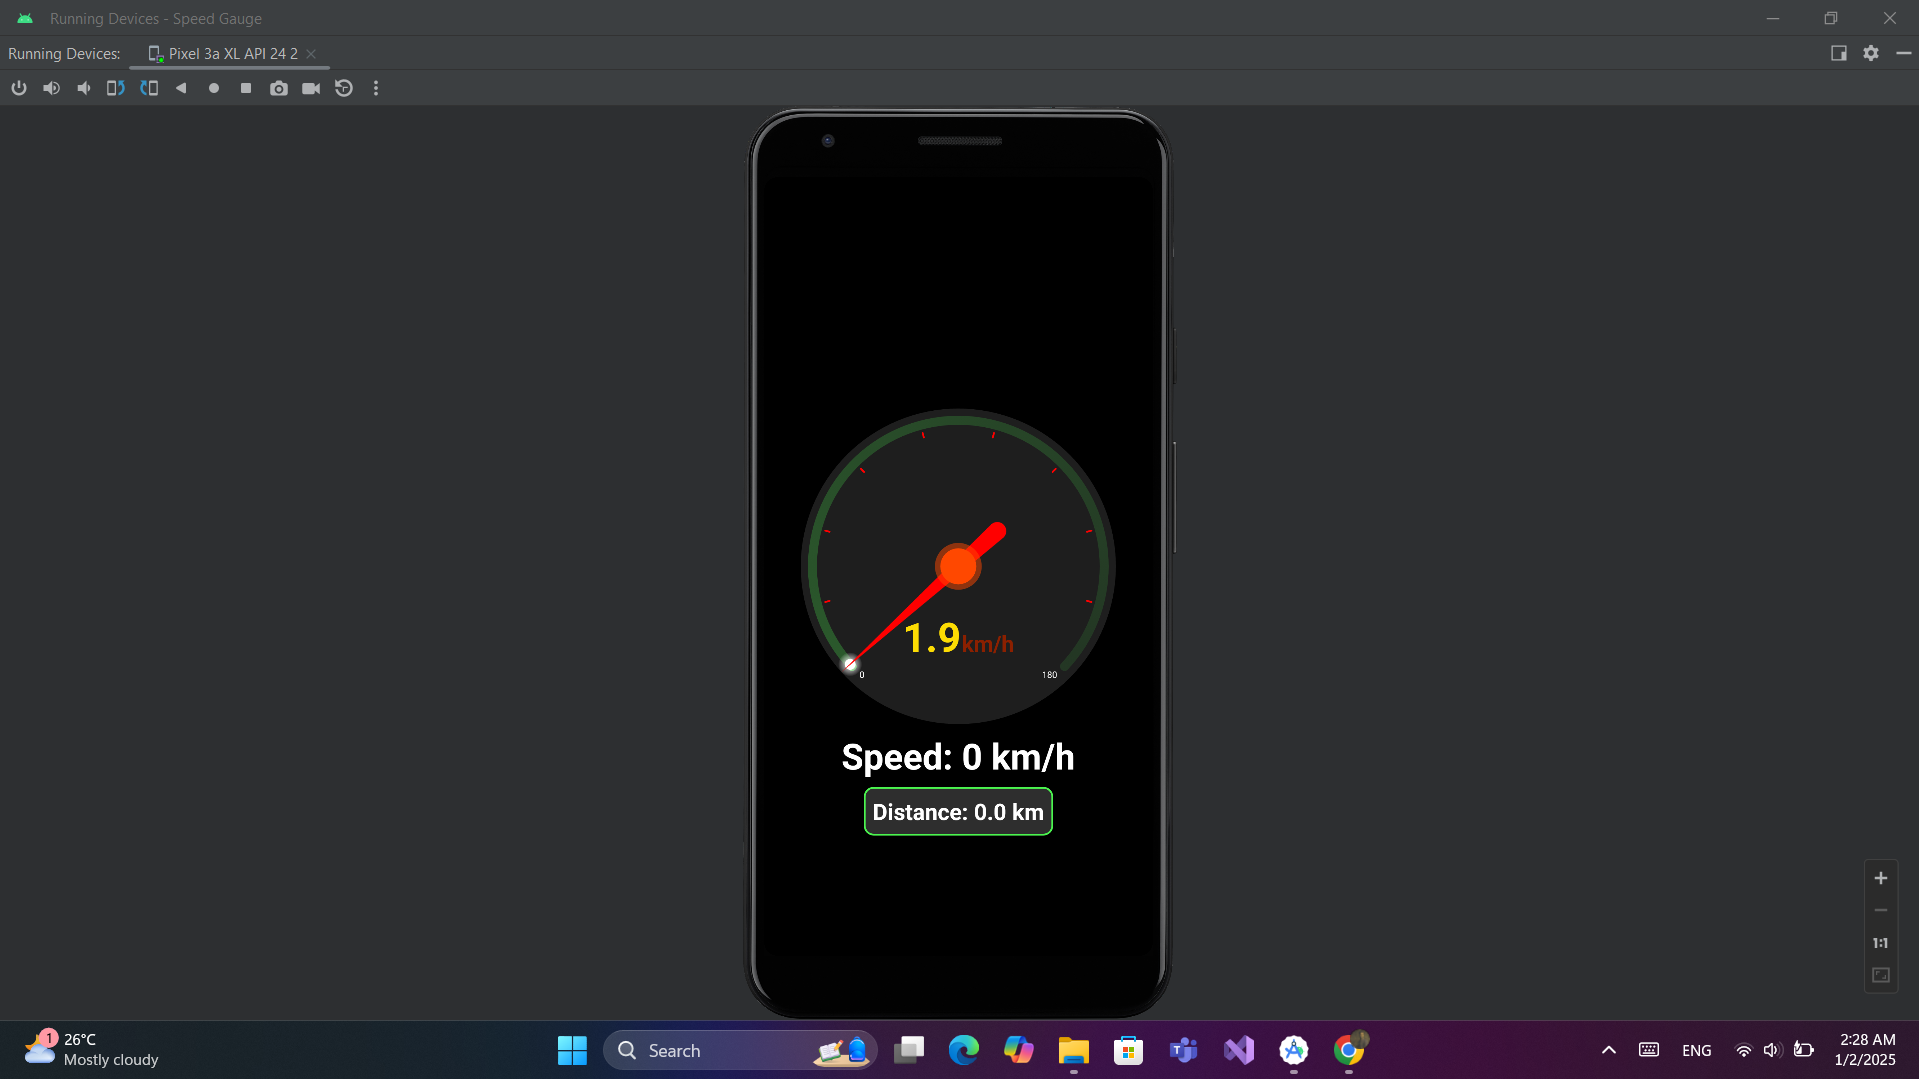 Running Devices - Speed Gauge
Running Devices: Pixel 3a XL API 24 2
1.9km/h
0 180
Speed: 0 km/h
Distance: 0.0 km
1:1
1 26°C
Mostly cloudy
Search
ENG
2:28 AM
1/2/2025